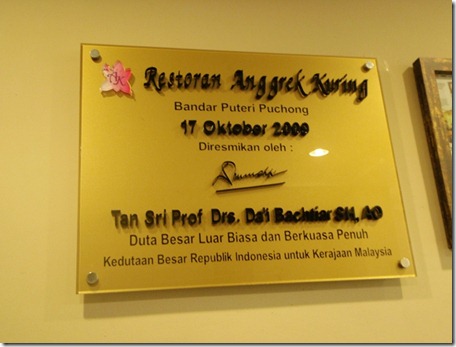 Restoran Anggrek Kuring
Bandar Puteri Puchong
17 Oktober 2009
Diresmikan oleh :
Tan Sri Prof Drs. Da'i Bachtiar SH, AO
Duta Besar Luar Biasa dan Berkuasa Penuh
Kedutaan Besar Republik Indonesia untuk Kerajaan Malaysia